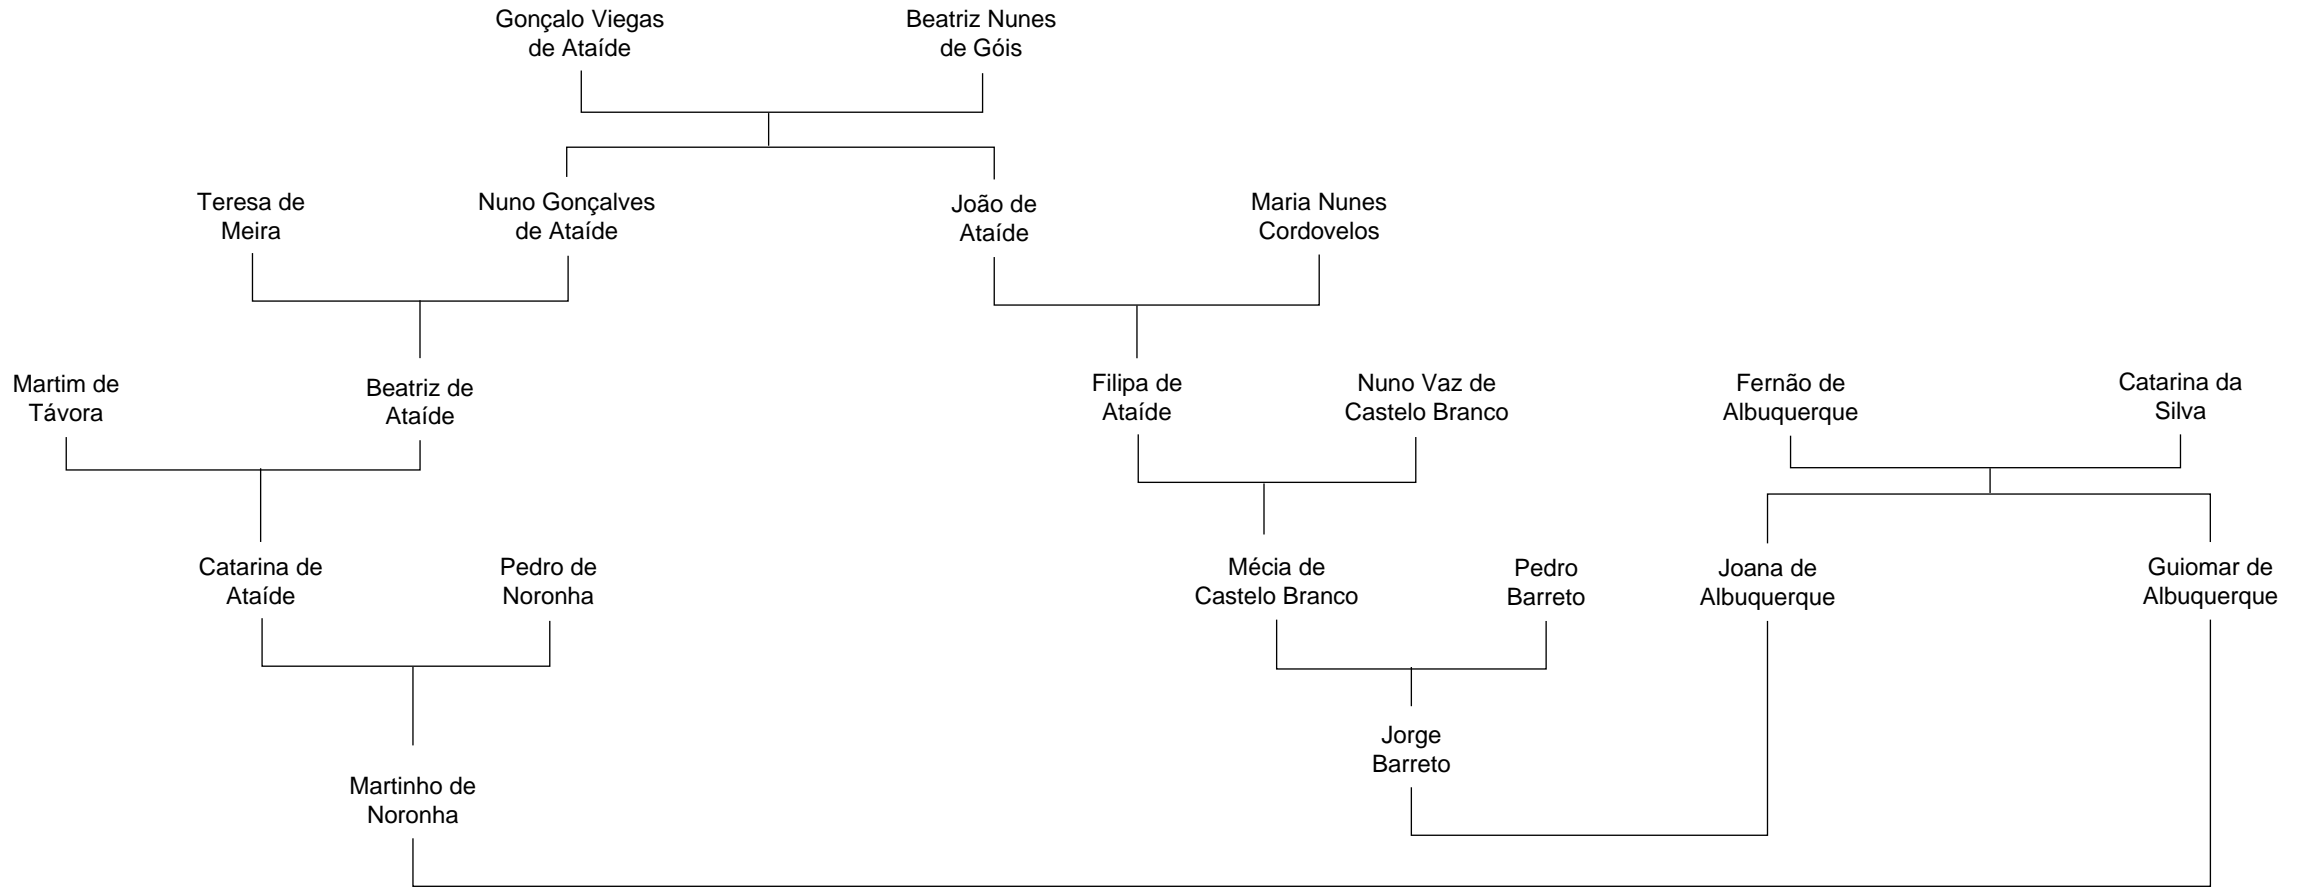 Gonçalo Viegas
de Ataíde
Beatriz Nunes
de Góis
Teresa de
Meira
Nuno Gonçalves
de Ataíde
João de
Ataíde
Maria Nunes
Cordovelos
Martim de
Távora
Beatriz de
Ataíde
Filipa de
Ataíde
Nuno Vaz de
Castelo Branco
Fernão de
Albuquerque
Catarina da
Silva
Catarina de
Ataíde
Pedro de
Noronha
Mécia de
Castelo Branco
Pedro
Barreto
Joana de
Albuquerque
Guiomar de
Albuquerque
Jorge
Barreto
Martinho de
Noronha